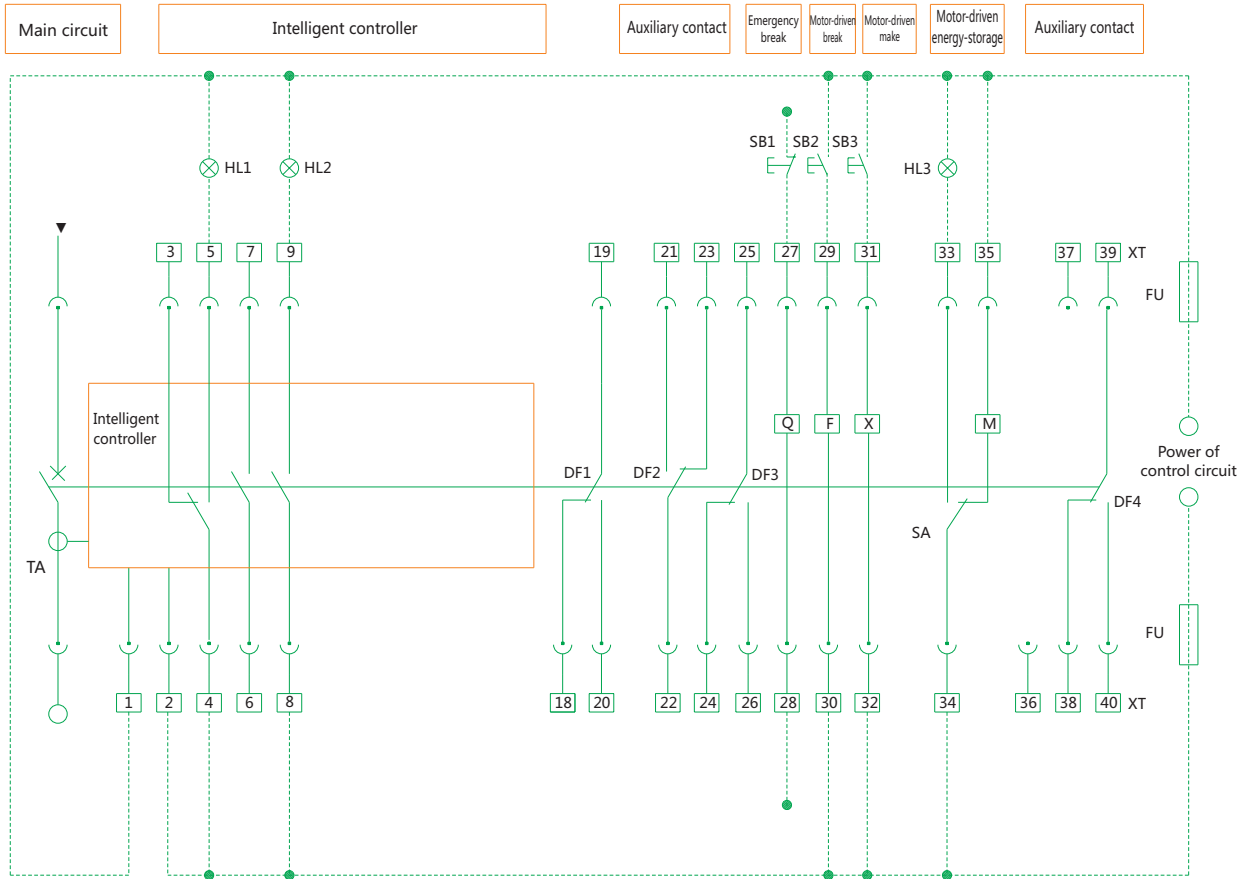 Main circuit
Intelligent controller
Auxiliary contact
Emergency
break
Motor-driven
break
Motor-driven
make
Motor-driven
energy-storage
Auxiliary contact
SB1 SB2 SB3
HL1 HL2 HL3
3 5 7 9 19 21 23 25 27 29 31 33 35 37 39 XT
FU
Intelligent
controller
Q F X M
Power of
control circuit
DF1 DF2 DF3
DF4
SA
TA
FU
1 2 4 6 8 18 20 22 24 26 28 30 32 34 36 38 40 XT